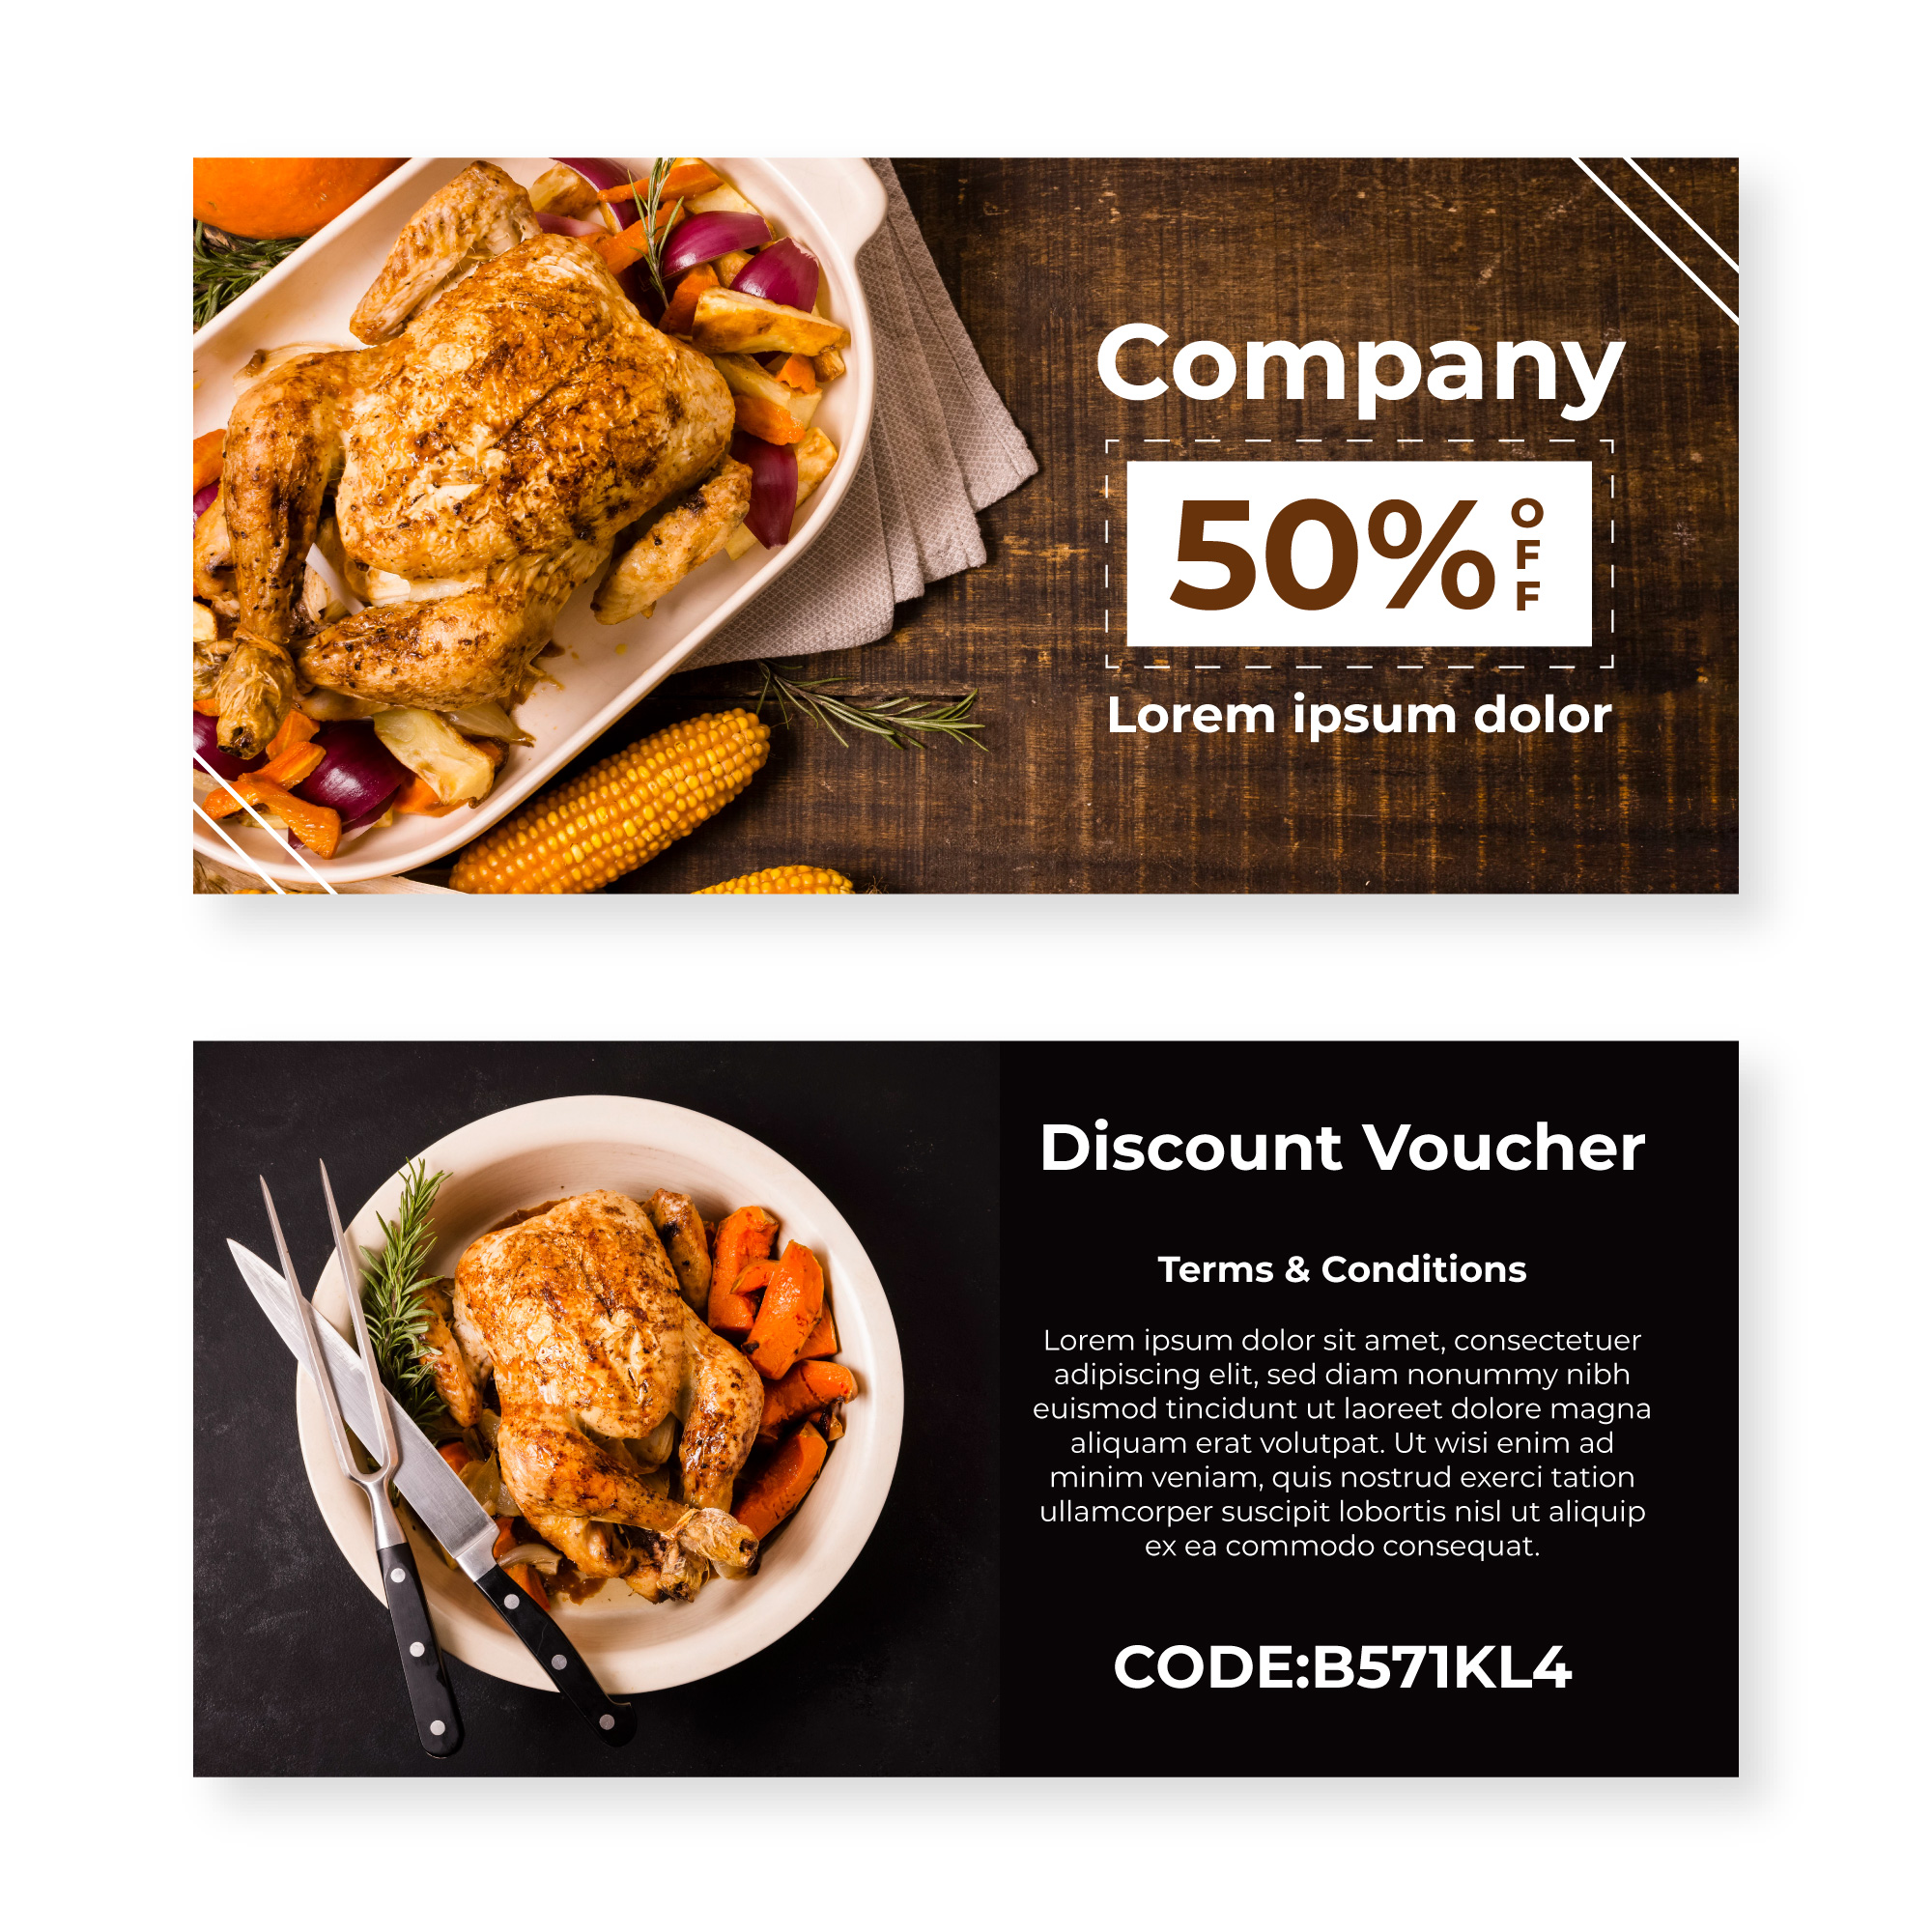 Company
50% OFF
Lorem ipsum dolor
Discount Voucher
Terms & Conditions
Lorem ipsum dolor sit amet, consectetuer
adipiscing elit, sed diam nonummy nibh
euismod tincidunt ut laoreet dolore magna
aliquam erat volutpat. Ut wisi enim ad
minim veniam, quis nostrud exerci tation
ullamcorper suscipit lobortis nisl ut aliquip
ex ea commodo consequat.
CODE:B571KL4